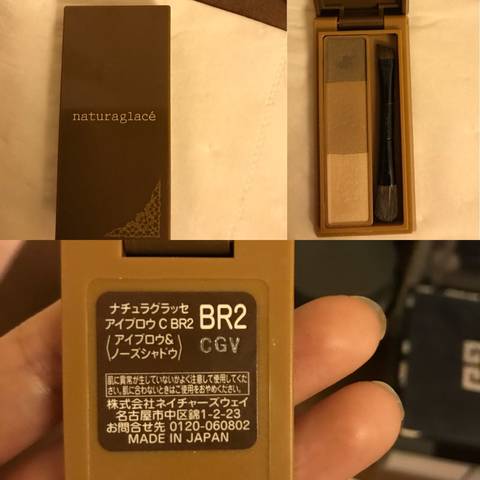 naturaglacé
ナチュラグラッセ
アイブロウ C BR2
BR2
(アイブロウ&
ノーズシャドウ)
CGV
肌に異常が生じていないかよく注意して使用してくだ
さい。肌に合わないときはご使用をおやめください。
株式会社ネイチャーズウェイ
名古屋市中区錦1-2-23
お問合せ先 0120-060802
MADE IN JAPAN